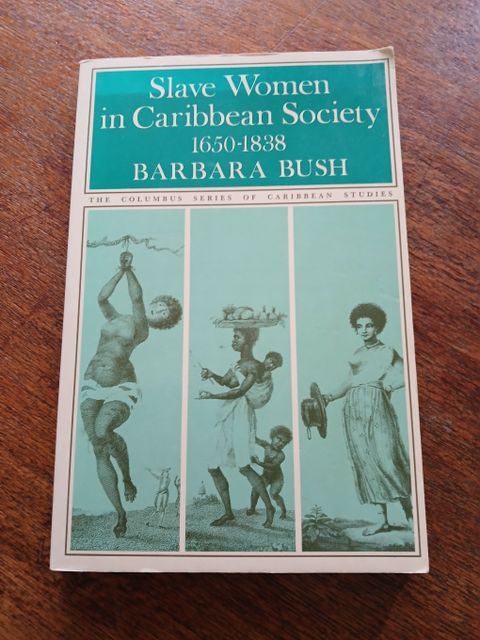 Slave Women
in Caribbean Society
1650-1838
BARBARA BUSH
THE COLUMBUS SERIES OF CARIBBEAN STUDIES